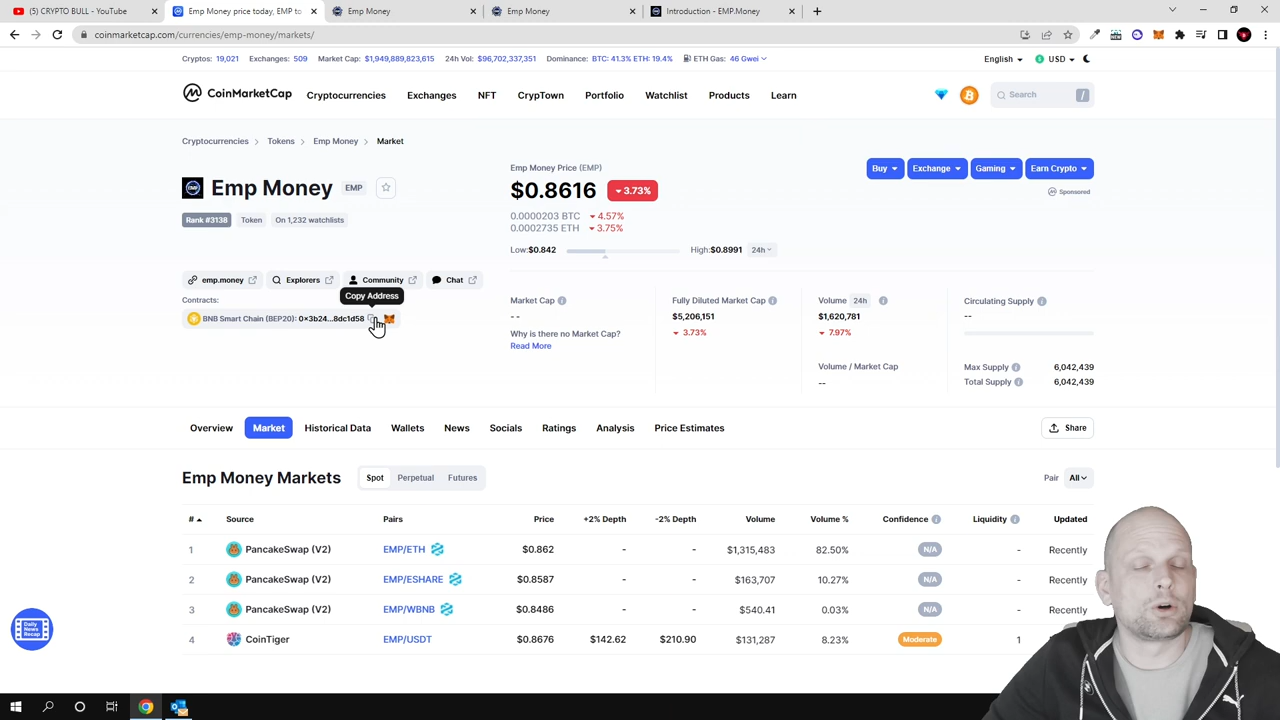 (5) CRYPTO BULL - YouTube
Emp Money price today, EMP to
Emp Money
Emp Money
Introduction - EMP.Money
coinmarketcap.com/currencies/emp-money/markets/
Cryptos: 19,021 Exchanges: 509 Market Cap: $1,949,889,823,615 24h Vol: $96,702,337,351 Dominance: BTC: 41.3% ETH: 19.4% ETH Gas: 46 Gwei English USD
CoinMarketCap Cryptocurrencies Exchanges NFT CrypTown Portfolio Watchlist Products Learn Search /
Cryptocurrencies > Tokens > Emp Money > Market
Emp Money EMP
Rank #3138 Token On 1,232 watchlists
emp.money Explorers Community Chat
Copy Address
Contracts:
BNB Smart Chain (BEP20): 0x3b24...8dc1d58
Emp Money Price (EMP)
$0.8616 3.73%
0.0000203 BTC 4.57%
0.0002735 ETH 3.75%
Low:$0.842 High:$0.8991 24h
Buy Exchange Gaming Earn Crypto
Sponsored
Market Cap
- -
Why is there no Market Cap?
Read More
Fully Diluted Market Cap
$5,206,151
3.73%
Volume 24h
$1,620,781
7.97%
Volume / Market Cap
--
Circulating Supply
--
Max Supply 6,042,439
Total Supply 6,042,439
Overview Market Historical Data Wallets News Socials Ratings Analysis Price Estimates Share
Emp Money Markets Spot Perpetual Futures Pair All
# Source Pairs Price +2% Depth -2% Depth Volume Volume % Confidence Liquidity Updated
1 PancakeSwap (V2) EMP/ETH $0.862 - - $1,315,483 82.50% N/A - Recently
2 PancakeSwap (V2) EMP/ESHARE $0.8587 - - $163,707 10.27% N/A - Recently
3 PancakeSwap (V2) EMP/WBNB $0.8486 - - $540.41 0.03% N/A - Recently
4 CoinTiger EMP/USDT $0.8676 $142.62 $210.90 $131,287 8.23% Moderate 1
Daily
News
Recap